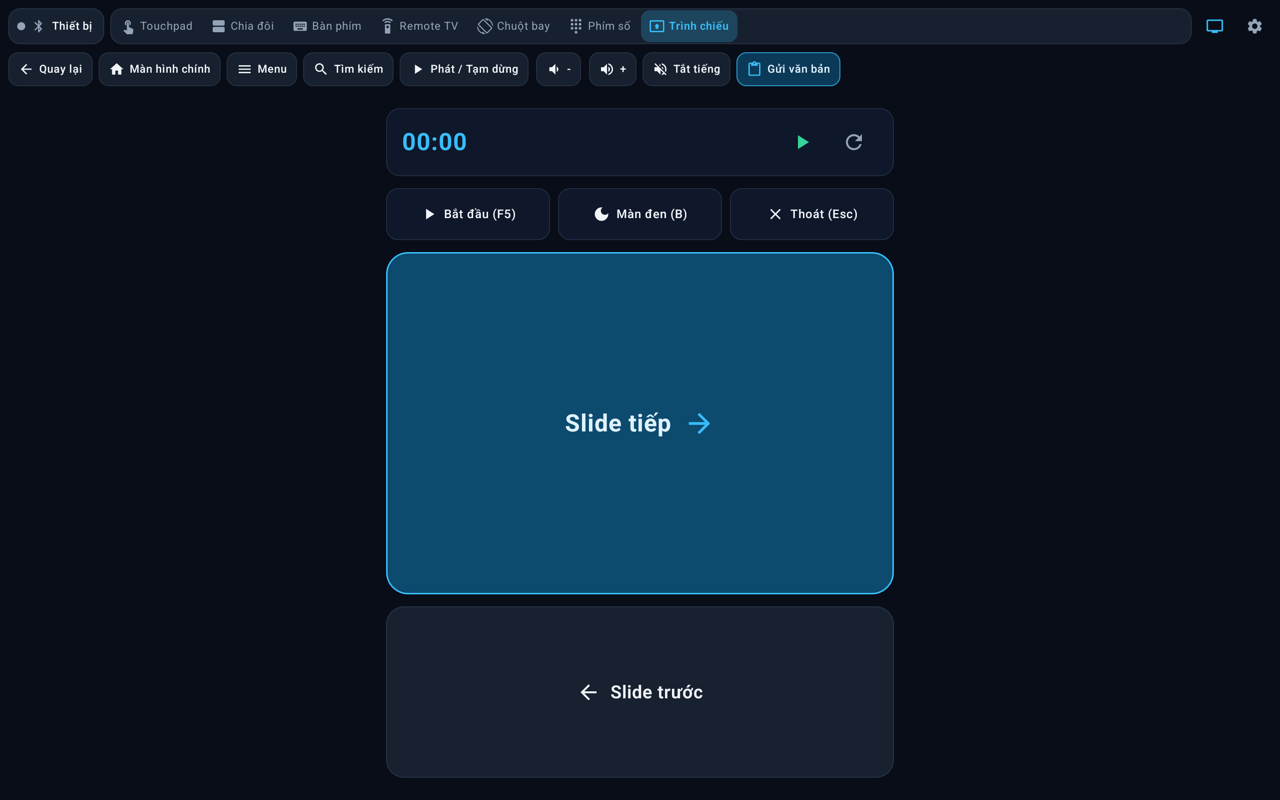 Thiết bị Touchpad Chia đôi Bàn phím Remote TV Chuột bay Phím số Trình chiếu
Quay lại Màn hình chính Menu Tìm kiếm Phát / Tạm dừng - + Tắt tiếng Gửi văn bản
00:00
Bắt đầu (F5) Màn đen (B) Thoát (Esc)
Slide tiếp
Slide trước